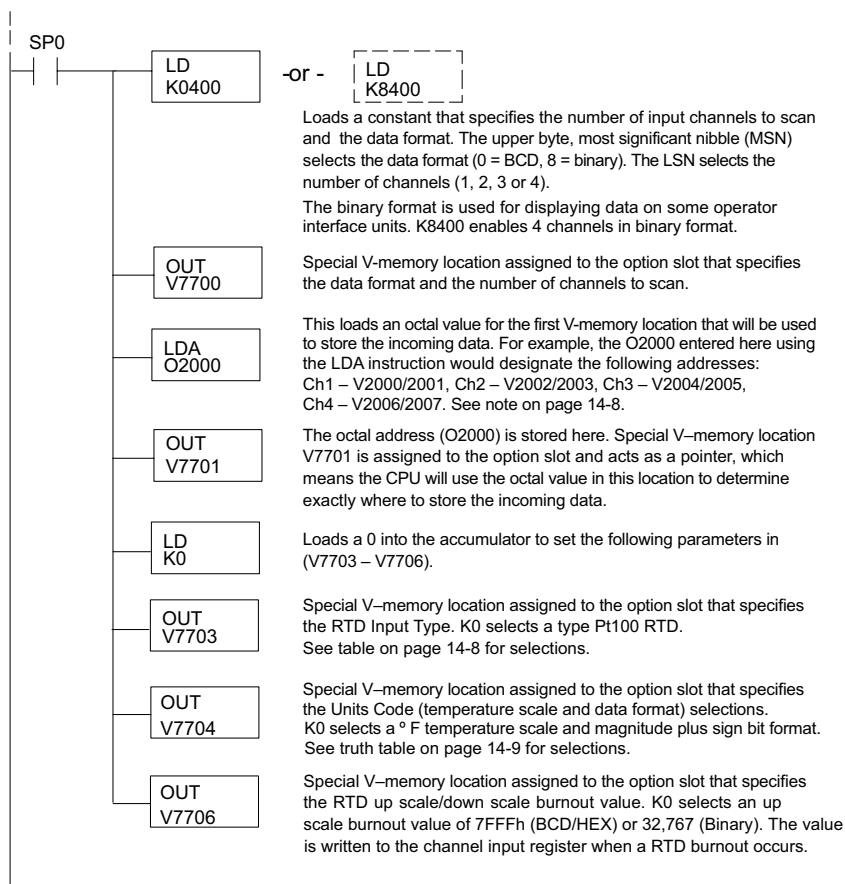 SP0
LD
K0400
-or -
LD
K8400
Loads a constant that specifies the number of input channels to scan
and the data format. The upper byte, most significant nibble (MSN)
selects the data format (0 = BCD, 8 = binary). The LSN selects the
number of channels (1, 2, 3 or 4).
The binary format is used for displaying data on some operator
interface units. K8400 enables 4 channels in binary format.
OUT
V7700
Special V-memory location assigned to the option slot that specifies
the data format and the number of channels to scan.
LDA
O2000
This loads an octal value for the first V-memory location that will be used
to store the incoming data. For example, the O2000 entered here using
the LDA instruction would designate the following addresses:
Ch1 – V2000/2001, Ch2 – V2002/2003, Ch3 – V2004/2005,
Ch4 – V2006/2007. See note on page 14-8.
OUT
V7701
The octal address (O2000) is stored here. Special V–memory location
V7701 is assigned to the option slot and acts as a pointer, which
means the CPU will use the octal value in this location to determine
exactly where to store the incoming data.
LD
K0
Loads a 0 into the accumulator to set the following parameters in
(V7703 – V7706).
OUT
V7703
Special V–memory location assigned to the option slot that specifies
the RTD Input Type. K0 selects a type Pt100 RTD.
See table on page 14-8 for selections.
OUT
V7704
Special V–memory location assigned to the option slot that specifies
the Units Code (temperature scale and data format) selections.
K0 selects a º F temperature scale and magnitude plus sign bit format.
See truth table on page 14-9 for selections.
OUT
V7706
Special V–memory location assigned to the option slot that specifies
the RTD up scale/down scale burnout value. K0 selects an up
scale burnout value of 7FFFh (BCD/HEX) or 32,767 (Binary). The value
is written to the channel input register when a RTD burnout occurs.